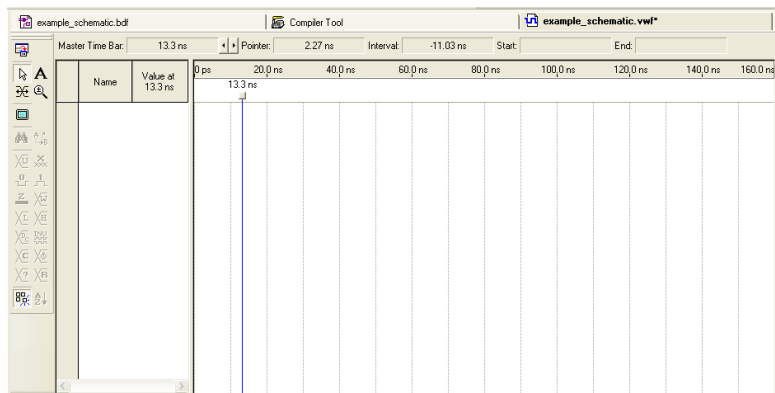 example_schematic.bdf Compiler Tool example_schematic.vwf*
Master Time Bar: 13.3 ns Pointer: 2.27 ns Interval: -11.03 ns Start: End:
A
Name Value at 13.3 ns
0 ps 20.0 ns 40.0 ns 60.0 ns 80.0 ns 100.0 ns 120.0 ns 140.0 ns 160.0 ns
13.3 ns